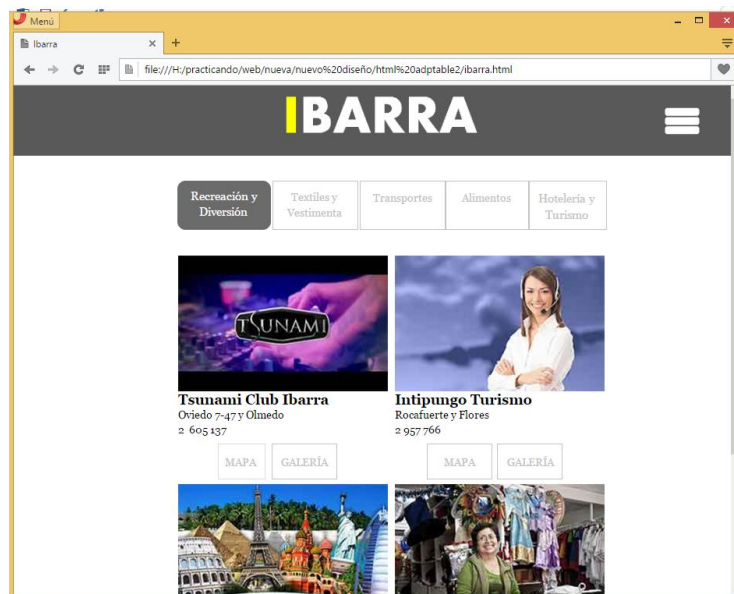 Menú
Ibarra
file:///H:/practicando/web/nueva/nuevo%20diseño/html%20adptable2/ibarra.html
IBARRA
Recreación y
Diversión
Textiles y
Vestimenta
Transportes
Alimentos
Hotelería y
Turismo
TSUNAMI
Tsunami Club Ibarra
Oviedo 7-47 y Olmedo
2 605 137
MAPA
GALERÍA
Intipungo Turismo
Rocafuerte y Flores
2 957 766
MAPA
GALERÍA